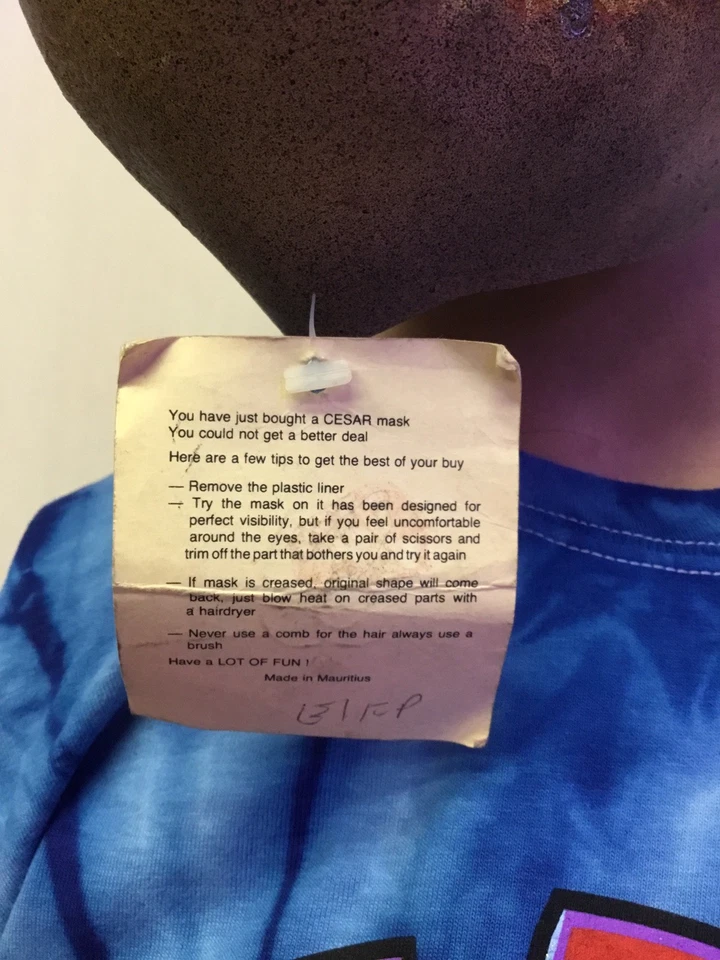 You have just bought a CESAR mask
You could not get a better deal
Here are a few tips to get the best of your buy
— Remove the plastic liner
— Try the mask on it has been designed for
perfect visibility, but if you feel uncomfortable
around the eyes, take a pair of scissors and
trim off the part that bothers you and try it again
— If mask is creased, original shape will come
back, just blow heat on creased parts with
a hairdryer
— Never use a comb for the hair always use a
brush
Have a LOT OF FUN !
Made in Mauritius